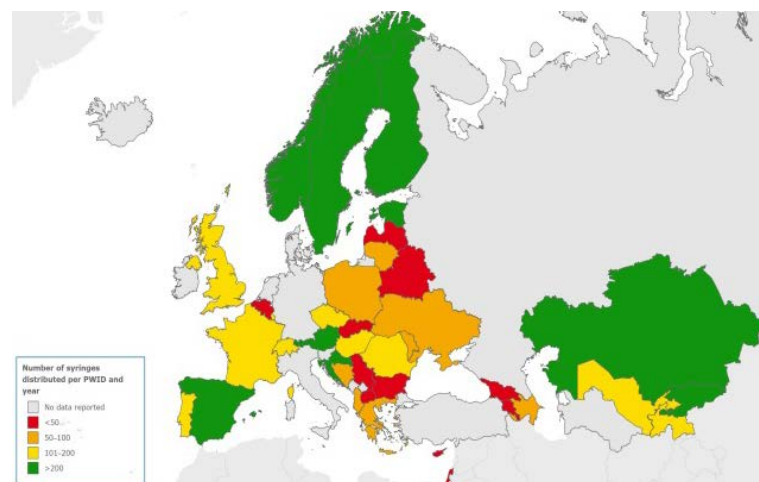 Number of syringes
distributed per PWID and
year
No data reported
<50
50–100
101–200
>200